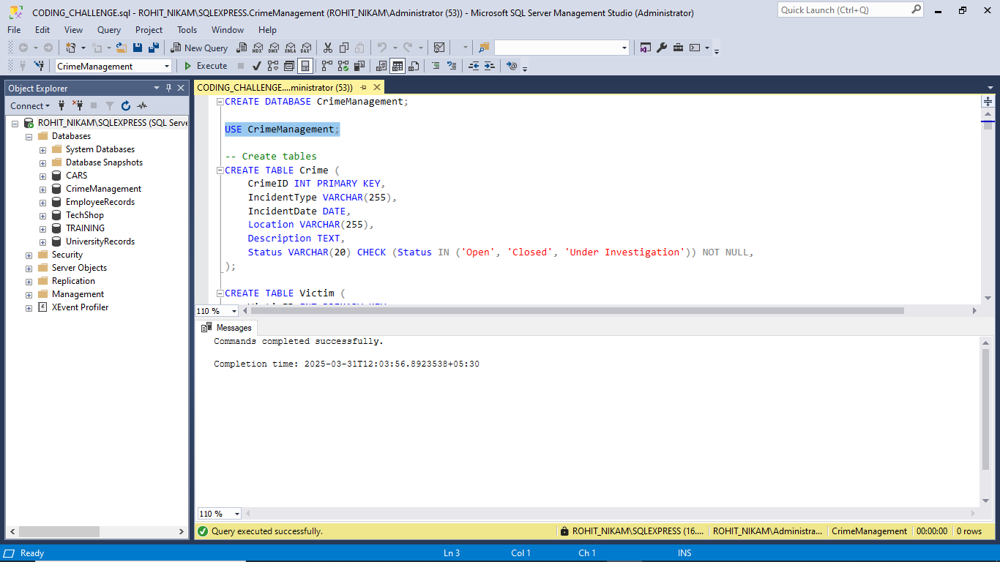 CODING_CHALLENGE.sql - ROHIT_NIKAM\SQLEXPRESS.CrimeManagement (ROHIT_NIKAM\Administrator (53)) - Microsoft SQL Server Management Studio (Administrator)
Quick Launch (Ctrl+Q)
File Edit View Query Project Tools Window Help
New Query MDX DMX XMLA DAX
CrimeManagement Execute
Object Explorer
Connect
ROHIT_NIKAM\SQLEXPRESS (SQL Serve
Databases
System Databases
Database Snapshots
CARS
CrimeManagement
EmployeeRecords
TechShop
TRAINING
UniversityRecords
Security
Server Objects
Replication
Management
XEvent Profiler
CODING_CHALLENGE....ministrator (53))
CREATE DATABASE CrimeManagement;
USE CrimeManagement;
-- Create tables
CREATE TABLE Crime (
CrimeID INT PRIMARY KEY,
IncidentType VARCHAR(255),
IncidentDate DATE,
Location VARCHAR(255),
Description TEXT,
Status VARCHAR(20) CHECK (Status IN ('Open', 'Closed', 'Under Investigation')) NOT NULL,
);
CREATE TABLE Victim (
110 %
Messages
Commands completed successfully.
Completion time: 2025-03-31T12:03:56.8923538+05:30
110 %
Query executed successfully. ROHIT_NIKAM\SQLEXPRESS (16.... ROHIT_NIKAM\Administra... CrimeManagement 00:00:00 0 rows
Ready Ln 3 Col 1 Ch 1 INS